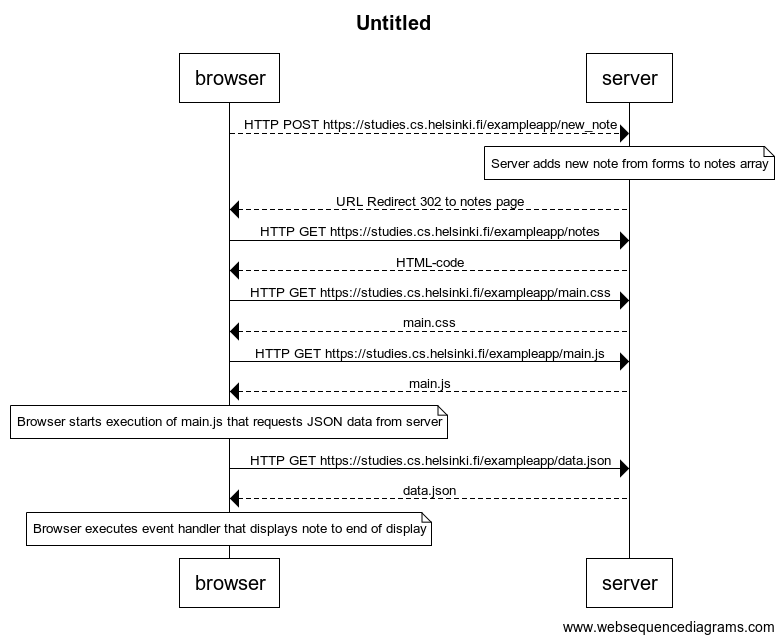 Untitled
browser
server
HTTP POST https://studies.cs.helsinki.fi/exampleapp/new_note
Server adds new note from forms to notes array
URL Redirect 302 to notes page
HTTP GET https://studies.cs.helsinki.fi/exampleapp/notes
HTML-code
HTTP GET https://studies.cs.helsinki.fi/exampleapp/main.css
main.css
HTTP GET https://studies.cs.helsinki.fi/exampleapp/main.js
main.js
Browser starts execution of main.js that requests JSON data from server
HTTP GET https://studies.cs.helsinki.fi/exampleapp/data.json
data.json
Browser executes event handler that displays note to end of display
browser
server
www.websequencediagrams.com